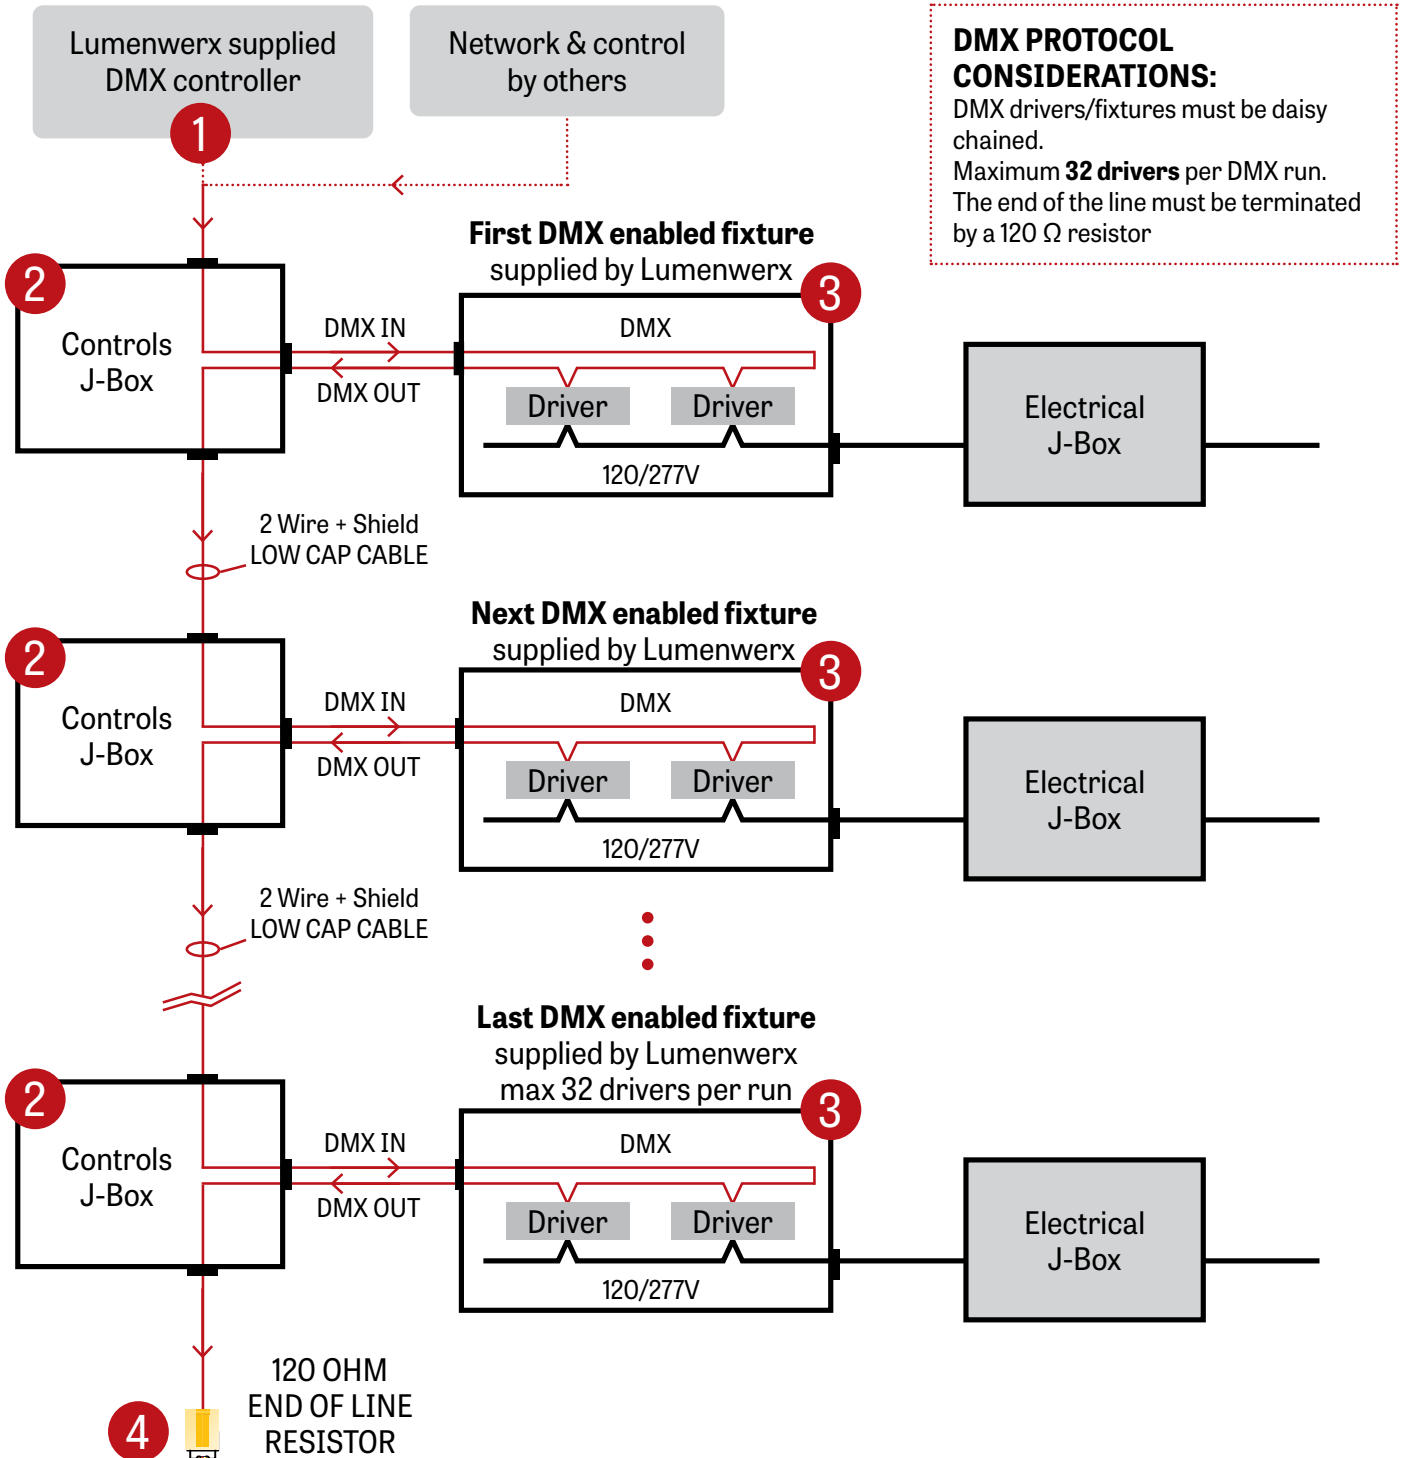 Lumenwerx supplied
DMX controller
1
Network & control
by others
DMX PROTOCOL
CONSIDERATIONS:
DMX drivers/fixtures must be daisy
chained.
Maximum 32 drivers per DMX run.
The end of the line must be terminated
by a 120 Ω resistor
First DMX enabled fixture
supplied by Lumenwerx
2
Controls
J-Box
DMX IN
DMX OUT
3
DMX
Driver
Driver
120/277V
Electrical
J-Box
2 Wire + Shield
LOW CAP CABLE
Next DMX enabled fixture
supplied by Lumenwerx
2
Controls
J-Box
DMX IN
DMX OUT
3
DMX
Driver
Driver
120/277V
Electrical
J-Box
2 Wire + Shield
LOW CAP CABLE
Last DMX enabled fixture
supplied by Lumenwerx
max 32 drivers per run
2
Controls
J-Box
DMX IN
DMX OUT
3
DMX
Driver
Driver
120/277V
Electrical
J-Box
4
120 OHM
END OF LINE
RESISTOR